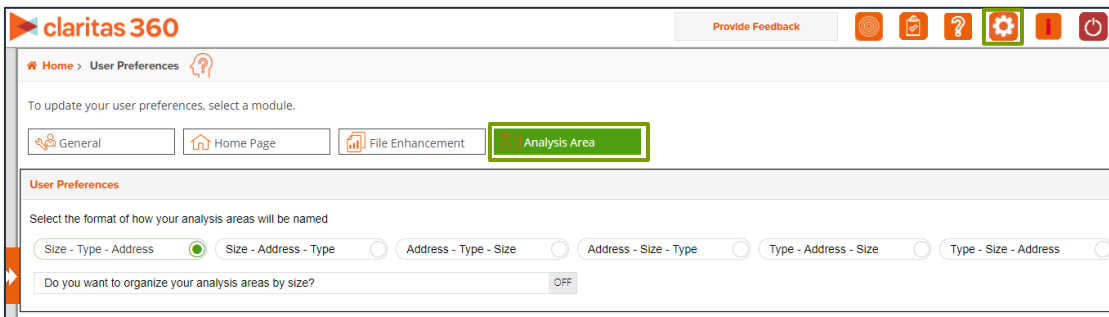 claritas 360
Provide Feedback
Home > User Preferences
To update your user preferences, select a module.
General
Home Page
File Enhancement
Analysis Area
User Preferences
Select the format of how your analysis areas will be named
Size - Type - Address
Size - Address - Type
Address - Type - Size
Address - Size - Type
Type - Address - Size
Type - Size - Address
Do you want to organize your analysis areas by size?
OFF